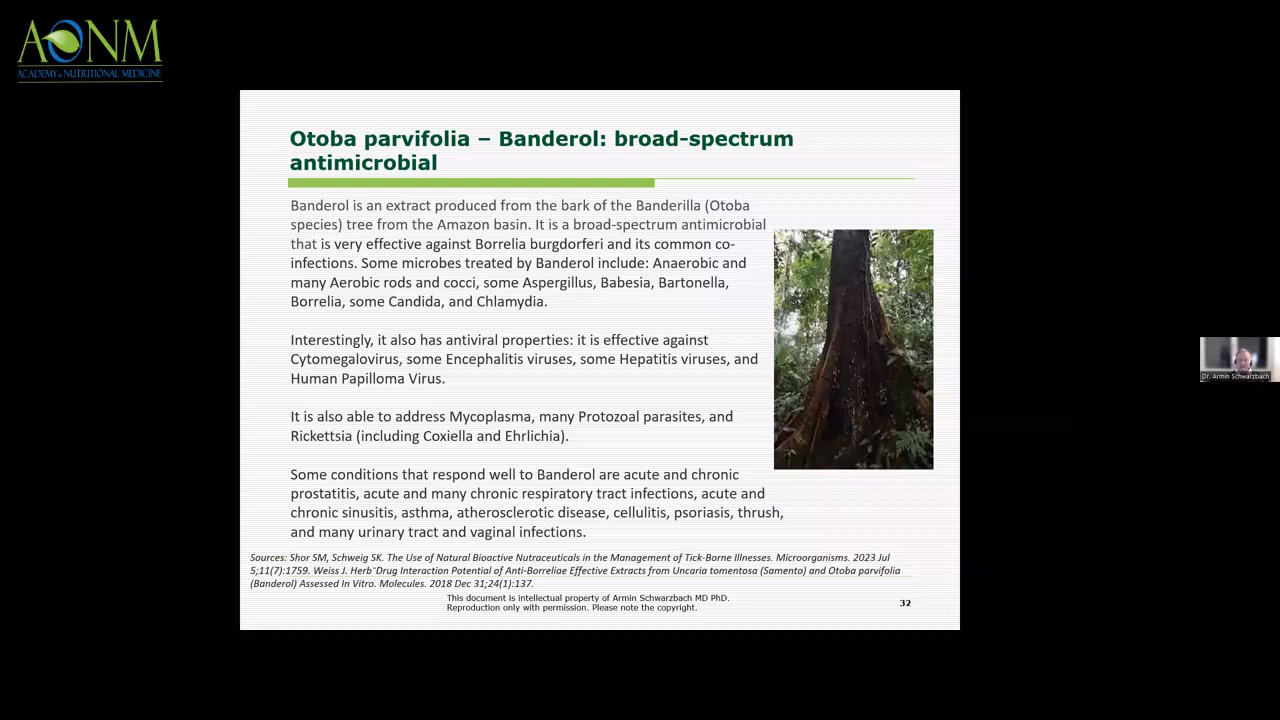 AONM
ACADEMY of NUTRITIONAL MEDICINE
Otoba parvifolia – Banderol: broad-spectrum
antimicrobial
Banderol is an extract produced from the bark of the Banderilla (Otoba
species) tree from the Amazon basin. It is a broad-spectrum antimicrobial
that is very effective against Borrelia burgdorferi and its common co-
infections. Some microbes treated by Banderol include: Anaerobic and
many Aerobic rods and cocci, some Aspergillus, Babesia, Bartonella,
Borrelia, some Candida, and Chlamydia.
Interestingly, it also has antiviral properties: it is effective against
Cytomegalovirus, some Encephalitis viruses, some Hepatitis viruses, and
Human Papilloma Virus.
It is also able to address Mycoplasma, many Protozoal parasites, and
Rickettsia (including Coxiella and Ehrlichia).
Some conditions that respond well to Banderol are acute and chronic
prostatitis, acute and many chronic respiratory tract infections, acute and
chronic sinusitis, asthma, atherosclerotic disease, cellulitis, psoriasis, thrush,
and many urinary tract and vaginal infections.
Sources: Shor SM, Schweig SK. The Use of Natural Bioactive Nutraceuticals in the Management of Tick-Borne Illnesses. Microorganisms. 2023 Jul
5;11(7):1759. Weiss J. Herb⁻Drug Interaction Potential of Anti-Borreliae Effective Extracts from Uncaria tomentosa (Samento) and Otoba parvifolia
(Banderol) Assessed In Vitro. Molecules. 2018 Dec 31;24(1):137.
This document is intellectual property of Armin Schwarzbach MD PhD.
Reproduction only with permission. Please note the copyright.
32
Dr. Armin Schwarzbach